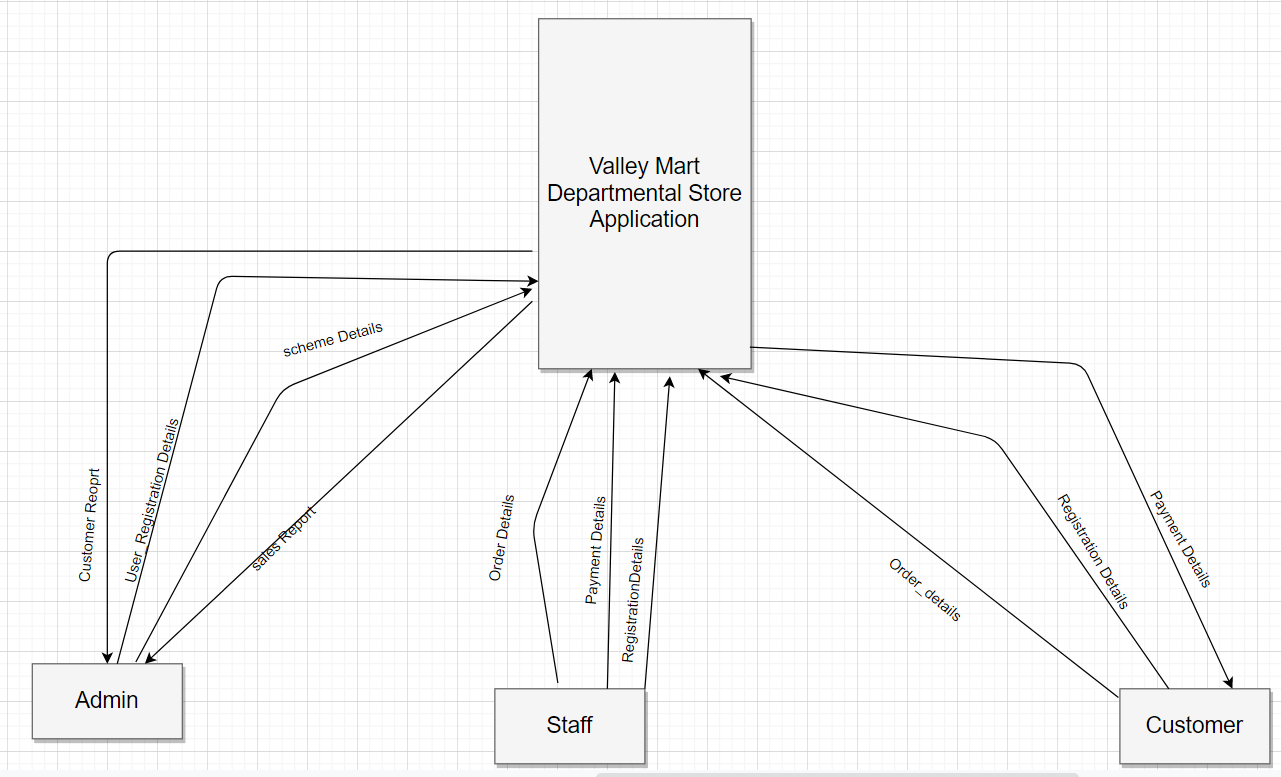 Valley Mart
Departmental Store
Application
scheme Details
User_Registration Details
Customer Reoprt
sales Report
Order Details
Payment Details
RegistrationDetails
Order_details
Registration Details
Payment Details
Admin
Staff
Customer